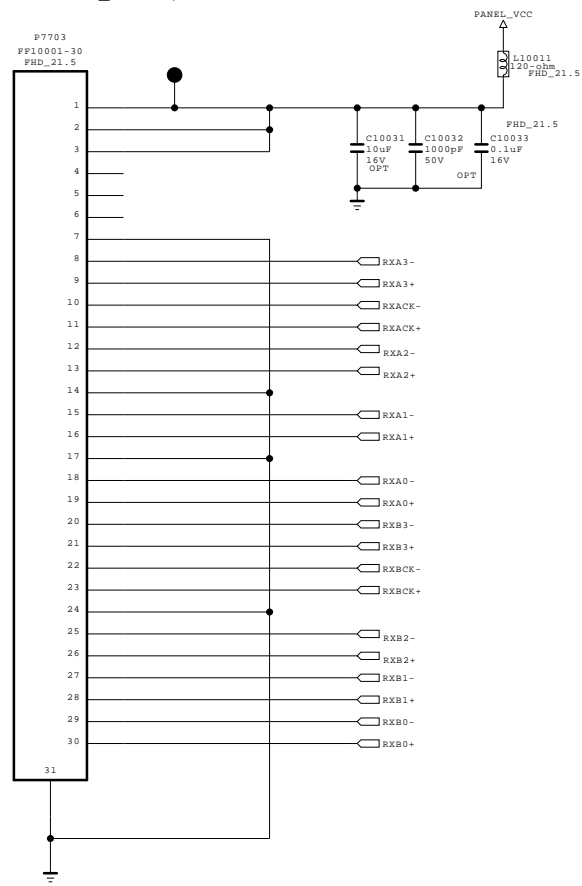 PANEL_VCC
P7703
FF10001-30
FHD_21.5
L10011
120-ohm
FHD_21.5
1
2
3
4
5
6
7
8
9
10
11
12
13
14
15
16
17
18
19
20
21
22
23
24
25
26
27
28
29
30
31
C10031
10uF
16V
OPT
C10032
1000pF
50V
FHD_21.5
C10033
0.1uF
16V
OPT
RXA3-
RXA3+
RXACK-
RXACK+
RXA2-
RXA2+
RXA1-
RXA1+
RXA0-
RXA0+
RXB3-
RXB3+
RXBCK-
RXBCK+
RXB2-
RXB2+
RXB1-
RXB1+
RXB0-
RXB0+